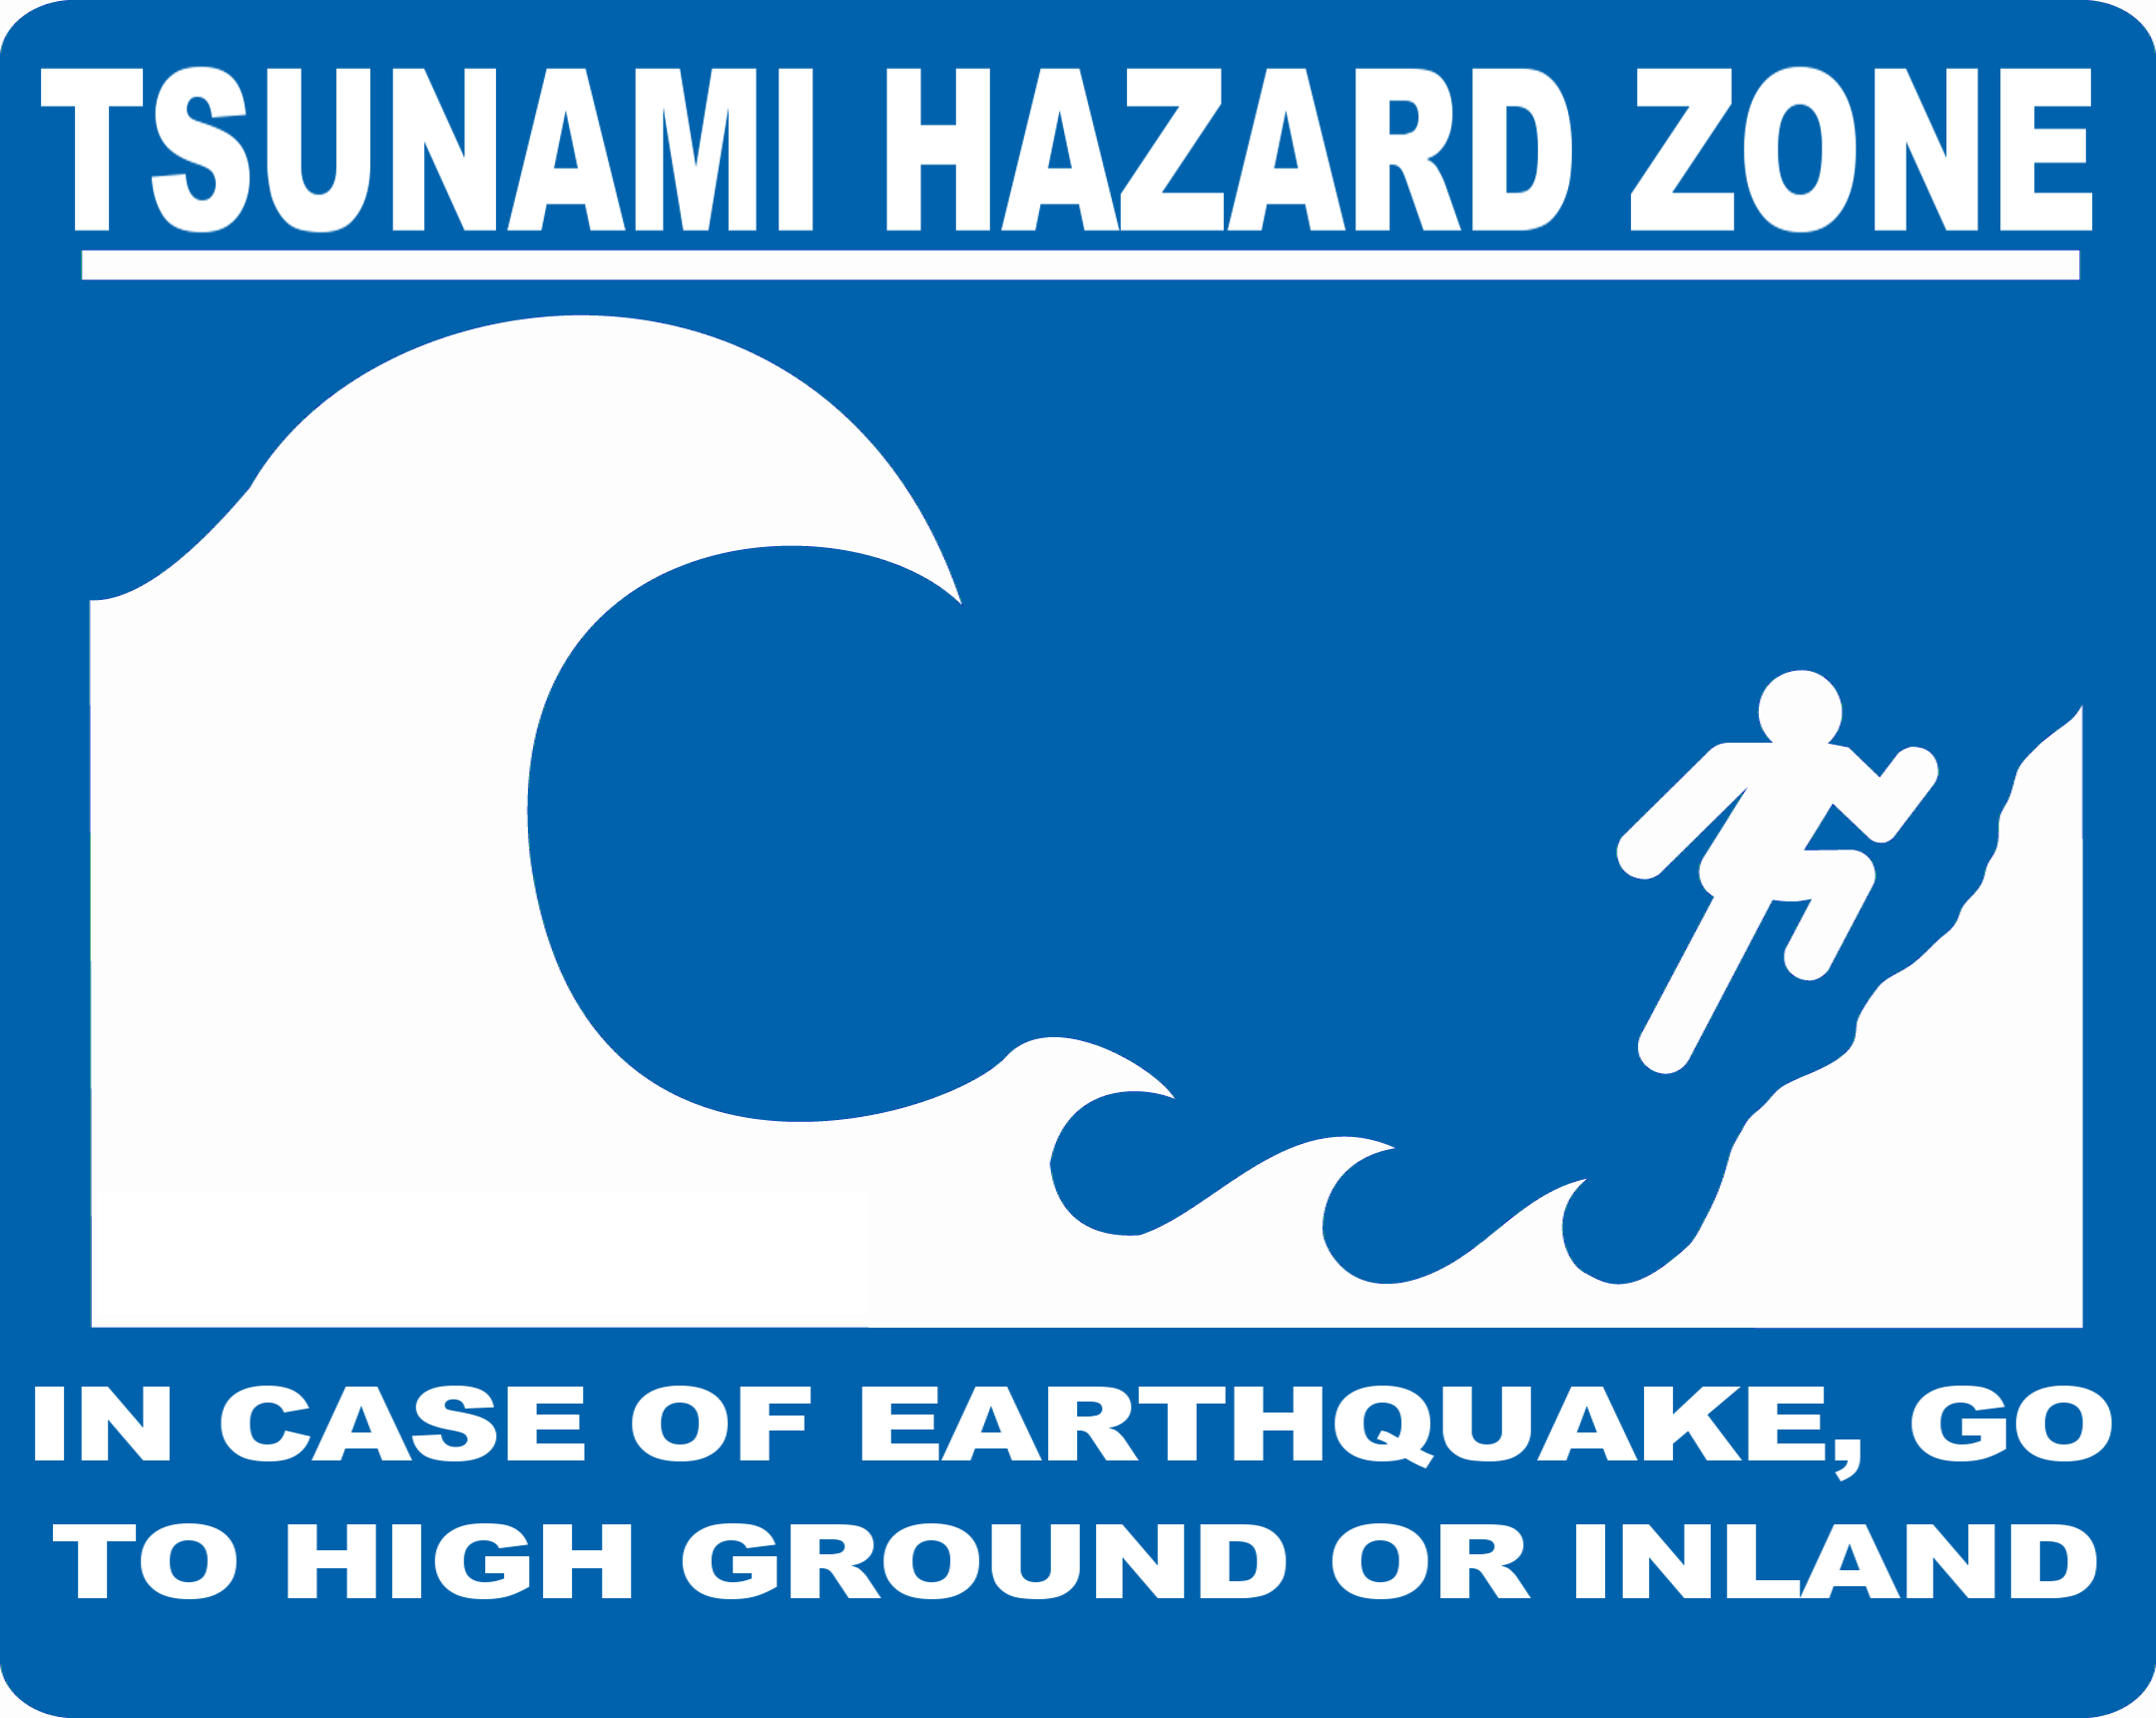 TSUNAMI HAZARD ZONE
IN CASE OF EARTHQUAKE, GO
TO HIGH GROUND OR INLAND